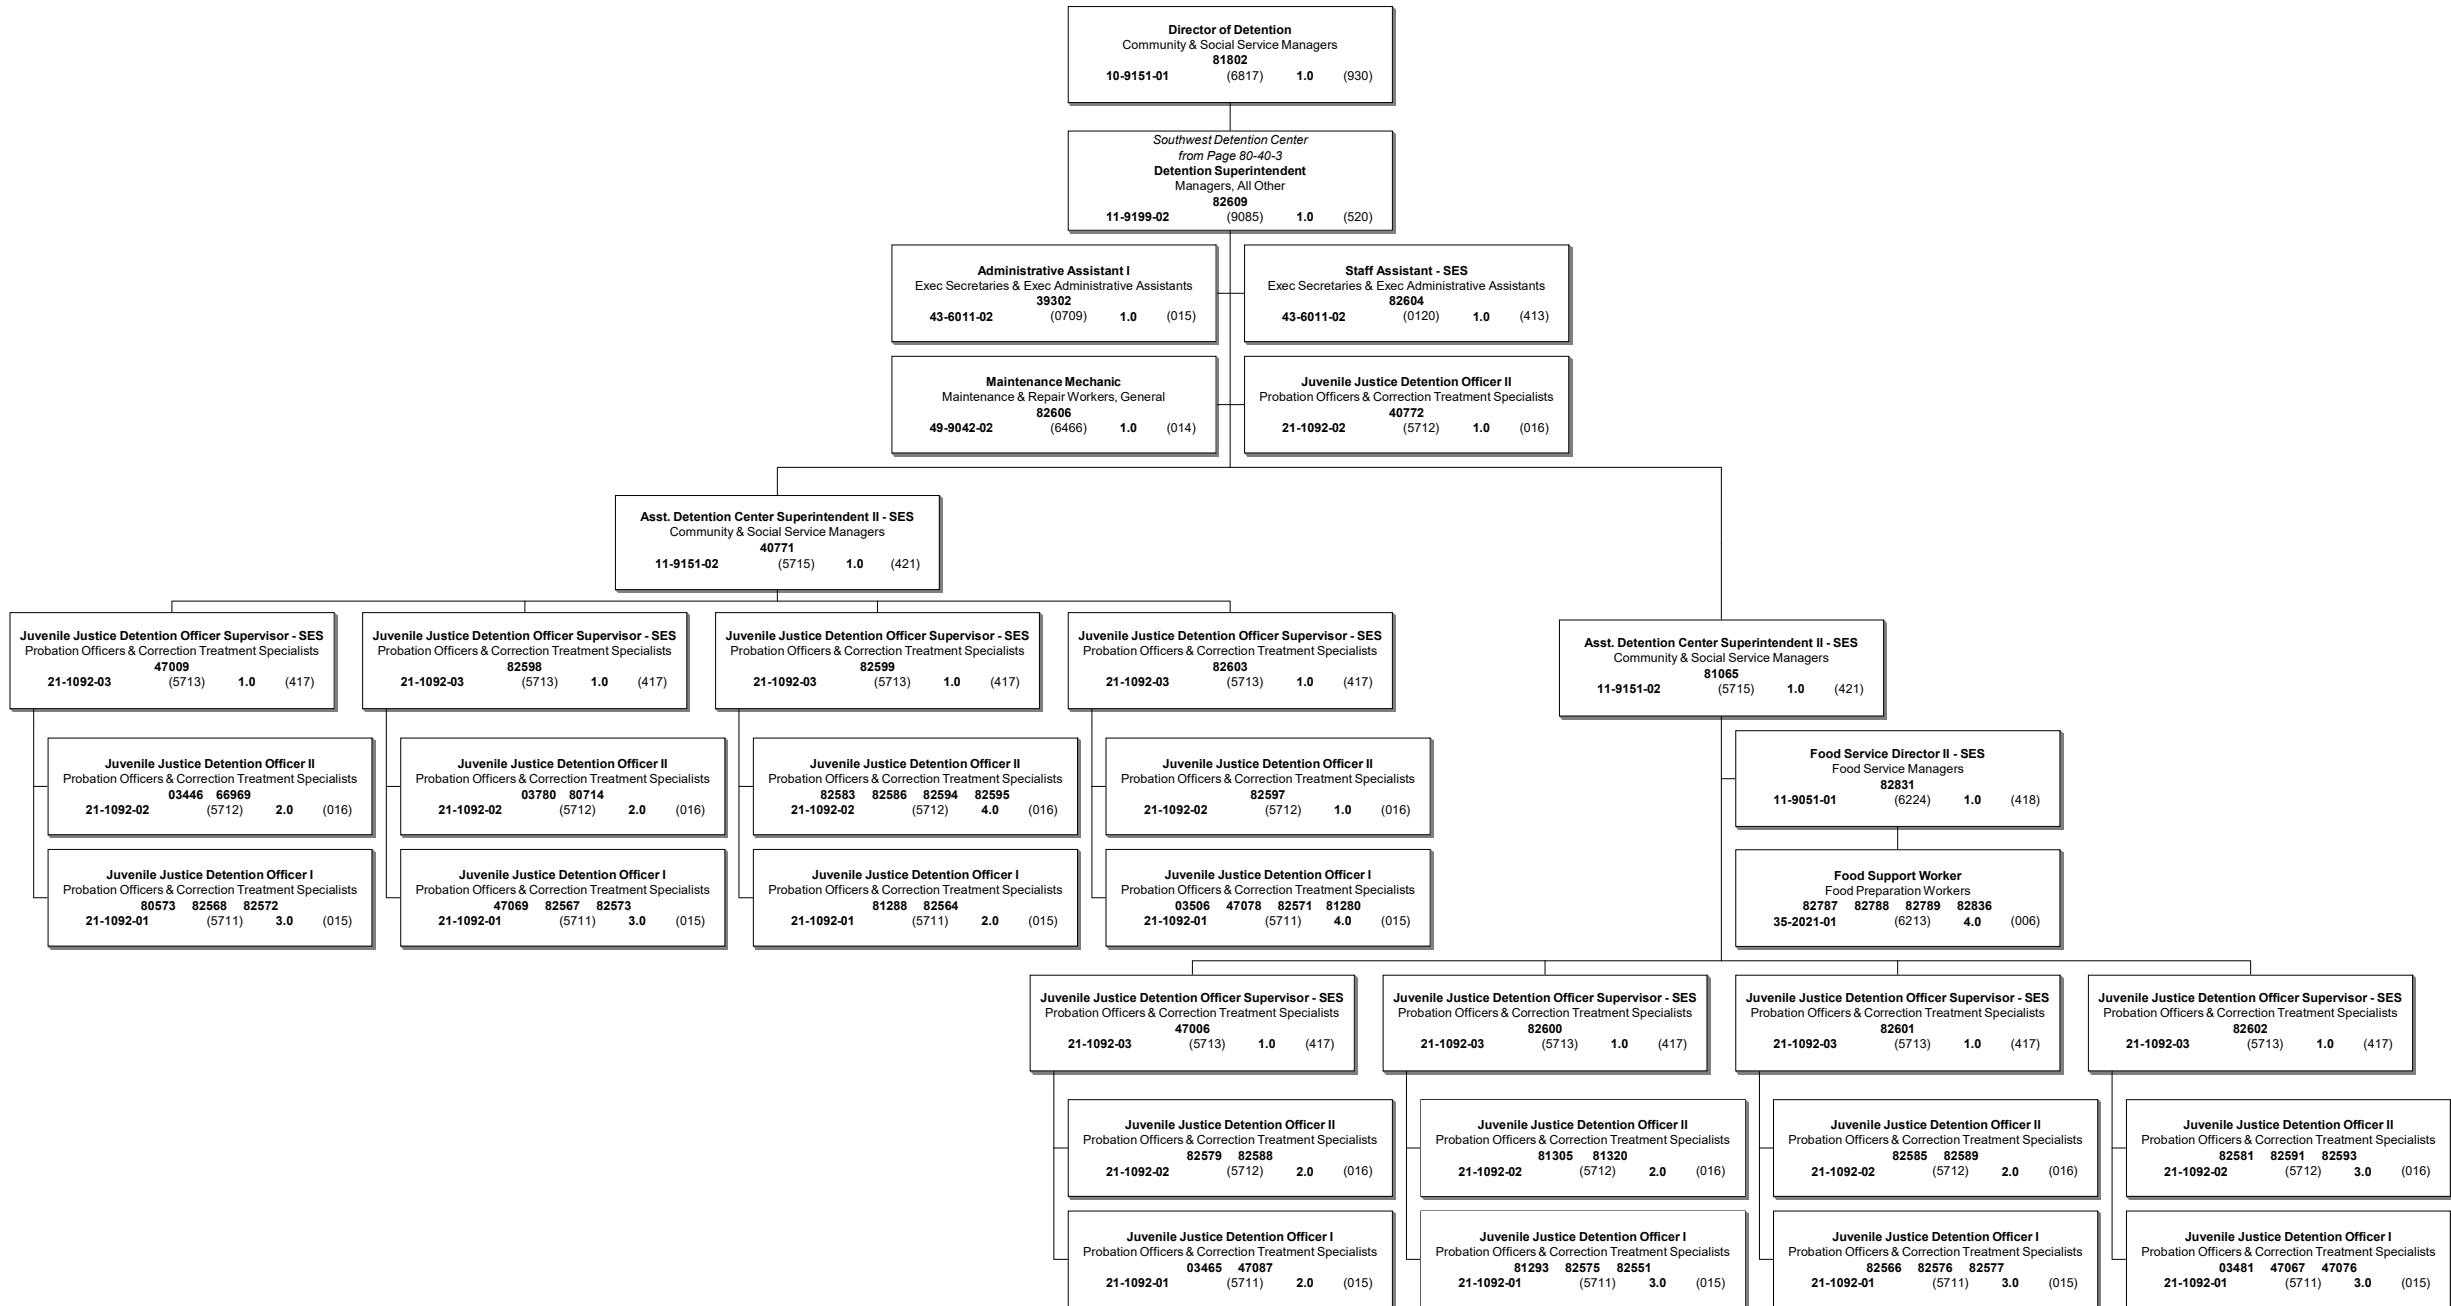 Director of Detention
Community & Social Service Managers
81802
10-9151-01 (6817) 1.0 (930)
Southwest Detention Center
from Page 80-40-3
Detention Superintendent
Managers, All Other
82609
11-9199-02 (9085) 1.0 (520)
Administrative Assistant I
Exec Secretaries & Exec Administrative Assistants
39302
43-6011-02 (0709) 1.0 (015)
Staff Assistant - SES
Exec Secretaries & Exec Administrative Assistants
82604
43-6011-02 (0120) 1.0 (413)
Maintenance Mechanic
Maintenance & Repair Workers, General
82606
49-9042-02 (6466) 1.0 (014)
Juvenile Justice Detention Officer II
Probation Officers & Correction Treatment Specialists
40772
21-1092-02 (5712) 1.0 (016)
Asst. Detention Center Superintendent II - SES
Community & Social Service Managers
40771
11-9151-02 (5715) 1.0 (421)
Juvenile Justice Detention Officer Supervisor - SES
Probation Officers & Correction Treatment Specialists
47009
21-1092-03 (5713) 1.0 (417)
Juvenile Justice Detention Officer II
Probation Officers & Correction Treatment Specialists
03446 66969
21-1092-02 (5712) 2.0 (016)
Juvenile Justice Detention Officer I
Probation Officers & Correction Treatment Specialists
80573 82568 82572
21-1092-01 (5711) 3.0 (015)
Juvenile Justice Detention Officer Supervisor - SES
Probation Officers & Correction Treatment Specialists
82598
21-1092-03 (5713) 1.0 (417)
Juvenile Justice Detention Officer II
Probation Officers & Correction Treatment Specialists
03780 80714
21-1092-02 (5712) 2.0 (016)
Juvenile Justice Detention Officer I
Probation Officers & Correction Treatment Specialists
47069 82567 82573
21-1092-01 (5711) 3.0 (015)
Juvenile Justice Detention Officer Supervisor - SES
Probation Officers & Correction Treatment Specialists
82599
21-1092-03 (5713) 1.0 (417)
Juvenile Justice Detention Officer II
Probation Officers & Correction Treatment Specialists
82583 82586 82594 82595
21-1092-02 (5712) 4.0 (016)
Juvenile Justice Detention Officer I
Probation Officers & Correction Treatment Specialists
81288 82564
21-1092-01 (5711) 2.0 (015)
Juvenile Justice Detention Officer Supervisor - SES
Probation Officers & Correction Treatment Specialists
82603
21-1092-03 (5713) 1.0 (417)
Juvenile Justice Detention Officer II
Probation Officers & Correction Treatment Specialists
82597
21-1092-02 (5712) 1.0 (016)
Juvenile Justice Detention Officer I
Probation Officers & Correction Treatment Specialists
03506 47078 82571 81280
21-1092-01 (5711) 4.0 (015)
Asst. Detention Center Superintendent II - SES
Community & Social Service Managers
81065
11-9151-02 (5715) 1.0 (421)
Food Service Director II - SES
Food Service Managers
82831
11-9051-01 (6224) 1.0 (418)
Food Support Worker
Food Preparation Workers
82787 82788 82789 82836
35-2021-01 (6213) 4.0 (006)
Juvenile Justice Detention Officer Supervisor - SES
Probation Officers & Correction Treatment Specialists
47006
21-1092-03 (5713) 1.0 (417)
Juvenile Justice Detention Officer II
Probation Officers & Correction Treatment Specialists
82579 82588
21-1092-02 (5712) 2.0 (016)
Juvenile Justice Detention Officer I
Probation Officers & Correction Treatment Specialists
03465 47087
21-1092-01 (5711) 2.0 (015)
Juvenile Justice Detention Officer Supervisor - SES
Probation Officers & Correction Treatment Specialists
82600
21-1092-03 (5713) 1.0 (417)
Juvenile Justice Detention Officer II
Probation Officers & Correction Treatment Specialists
81305 81320
21-1092-02 (5712) 2.0 (016)
Juvenile Justice Detention Officer I
Probation Officers & Correction Treatment Specialists
81293 82575 82551
21-1092-01 (5711) 3.0 (015)
Juvenile Justice Detention Officer Supervisor - SES
Probation Officers & Correction Treatment Specialists
82601
21-1092-03 (5713) 1.0 (417)
Juvenile Justice Detention Officer II
Probation Officers & Correction Treatment Specialists
82585 82589
21-1092-02 (5712) 2.0 (016)
Juvenile Justice Detention Officer I
Probation Officers & Correction Treatment Specialists
82566 82576 82577
21-1092-01 (5711) 3.0 (015)
Juvenile Justice Detention Officer Supervisor - SES
Probation Officers & Correction Treatment Specialists
82602
21-1092-03 (5713) 1.0 (417)
Juvenile Justice Detention Officer II
Probation Officers & Correction Treatment Specialists
82581 82591 82593
21-1092-02 (5712) 3.0 (016)
Juvenile Justice Detention Officer I
Probation Officers & Correction Treatment Specialists
03481 47067 47076
21-1092-01 (5711) 3.0 (015)